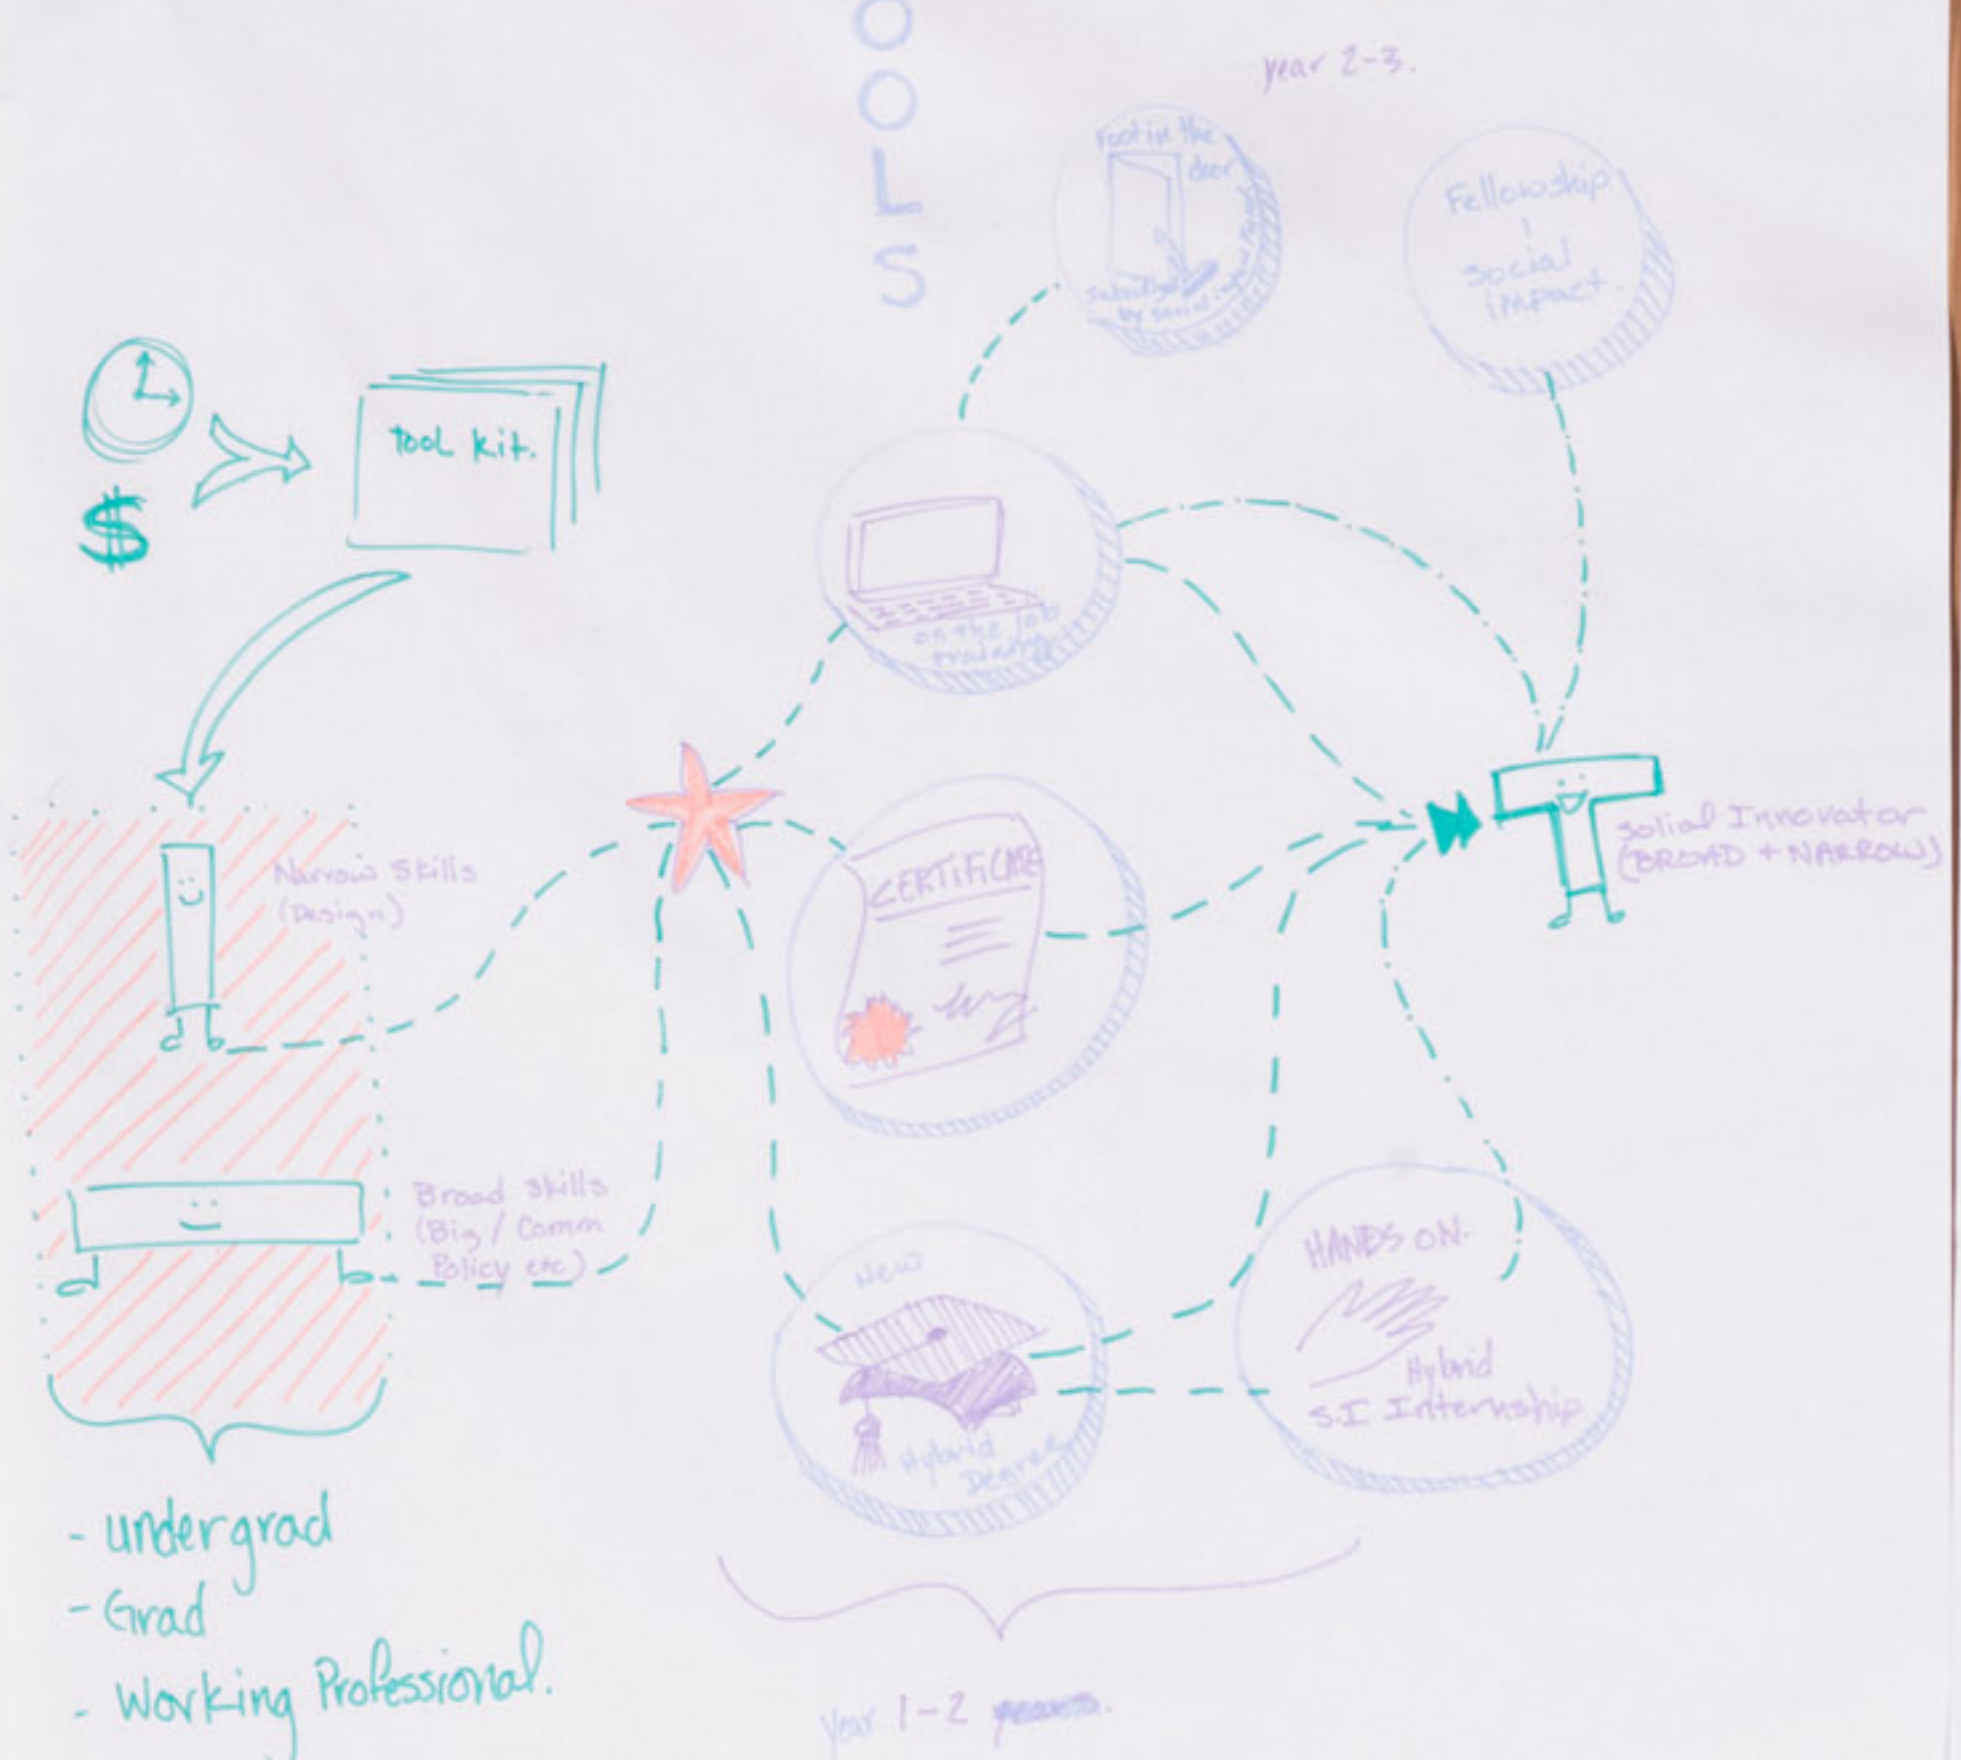 O
O
L
S
year 2-3.
Foot in the
door
by social
Fellowship
social
impact.
$
Tool kit.
on the job
training
Narrow Skills
(Design)
CERTIFICATE
Solial Innovator
(BROAD + NARROW)
Broad skills
(Big / Comm
Policy etc)
New
Hybrid
Degree
HANDS ON.
Hybrid
S.I Internship
- undergrad
- Grad
- Working Professional.
Year 1-2